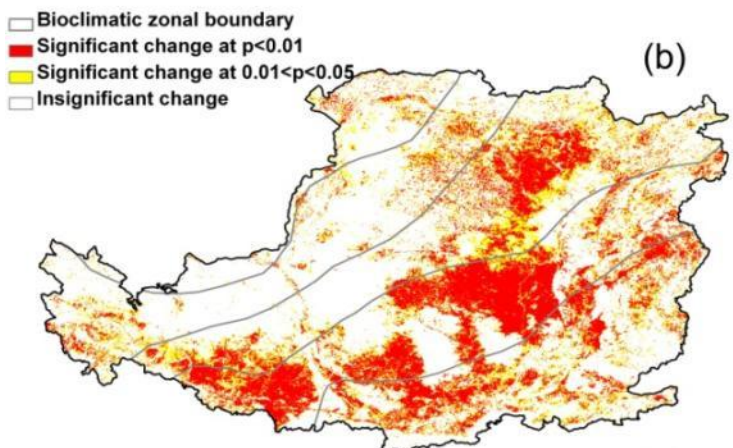 Bioclimatic zonal boundary
Significant change at p<0.01
(b)
Significant change at 0.01<p<0.05
Insignificant change